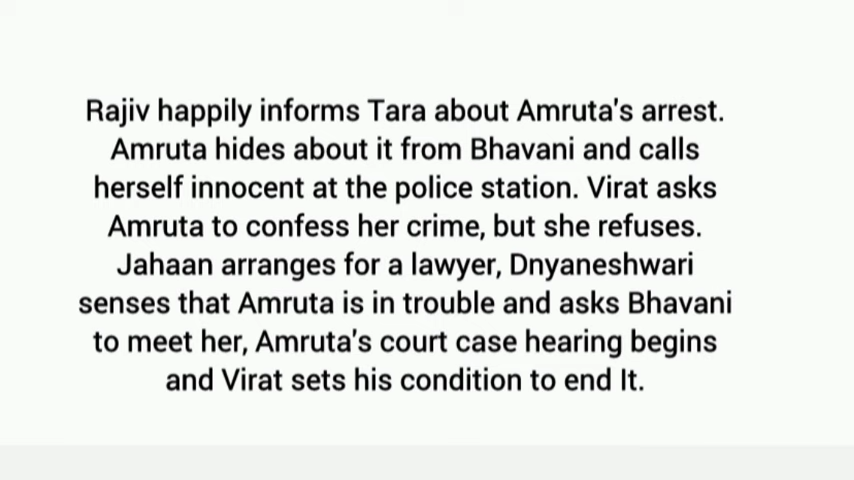 Rajiv happily informs Tara about Amruta's arrest.
Amruta hides about it from Bhavani and calls
herself innocent at the police station. Virat asks
Amruta to confess her crime, but she refuses.
Jahaan arranges for a lawyer, Dnyaneshwari
senses that Amruta is in trouble and asks Bhavani
to meet her, Amruta's court case hearing begins
and Virat sets his condition to end It.